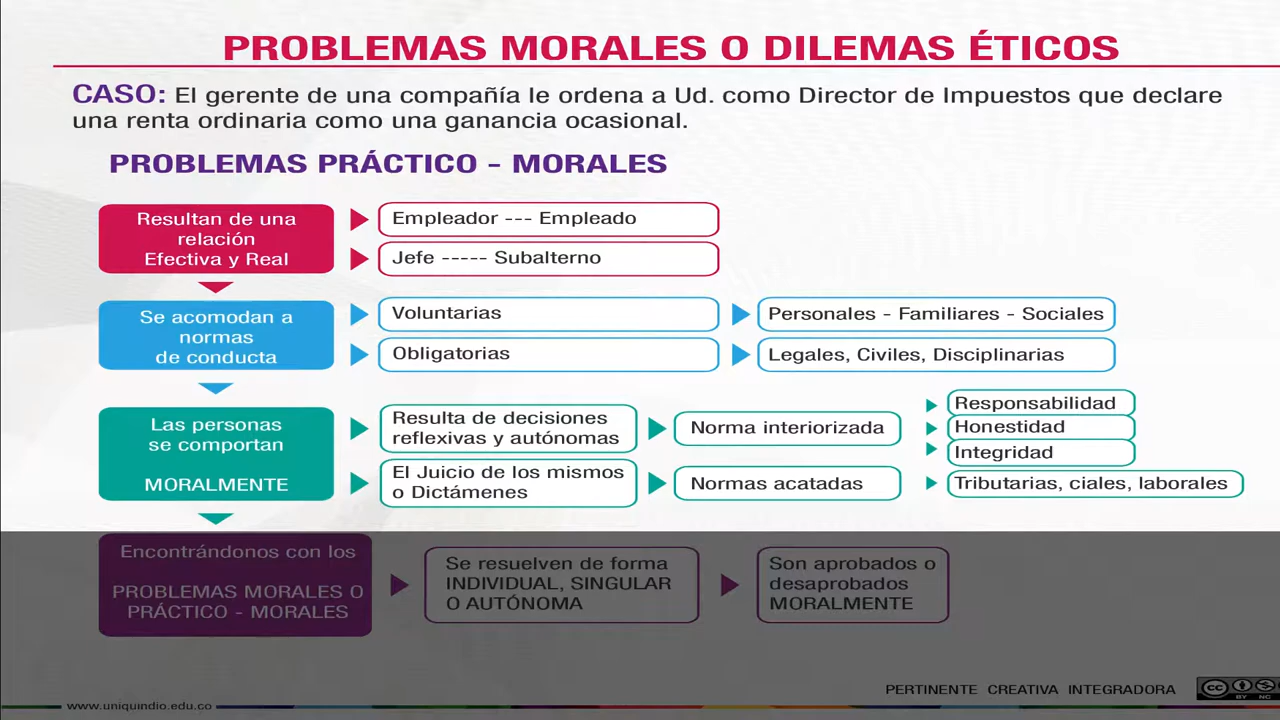 PROBLEMAS MORALES O DILEMAS ÉTICOS
CASO: El gerente de una compañía le ordena a Ud. como Director de Impuestos que declare
una renta ordinaria como una ganancia ocasional.
PROBLEMAS PRÁCTICO - MORALES
Resultan de una
relación
Efectiva y Real
Empleador --- Empleado
Jefe ----- Subalterno
Se acomodan a
normas
de conducta
Voluntarias
Personales - Familiares - Sociales
Obligatorias
Legales, Civiles, Disciplinarias
Las personas
se comportan
MORALMENTE
Resulta de decisiones
reflexivas y autónomas
Norma interiorizada
Responsabilidad
Honestidad
Integridad
El Juicio de los mismos
o Dictámenes
Normas acatadas
Tributarias, ciales, laborales
Encontrándonos con los
PROBLEMAS MORALES O
PRÁCTICO - MORALES
Se resuelven de forma
INDIVIDUAL, SINGULAR
O AUTÓNOMA
Son aprobados o
desaprobados
MORALMENTE
PERTINENTE CREATIVA INTEGRADORA
www.uniquindio.edu.co
cc
BY NC